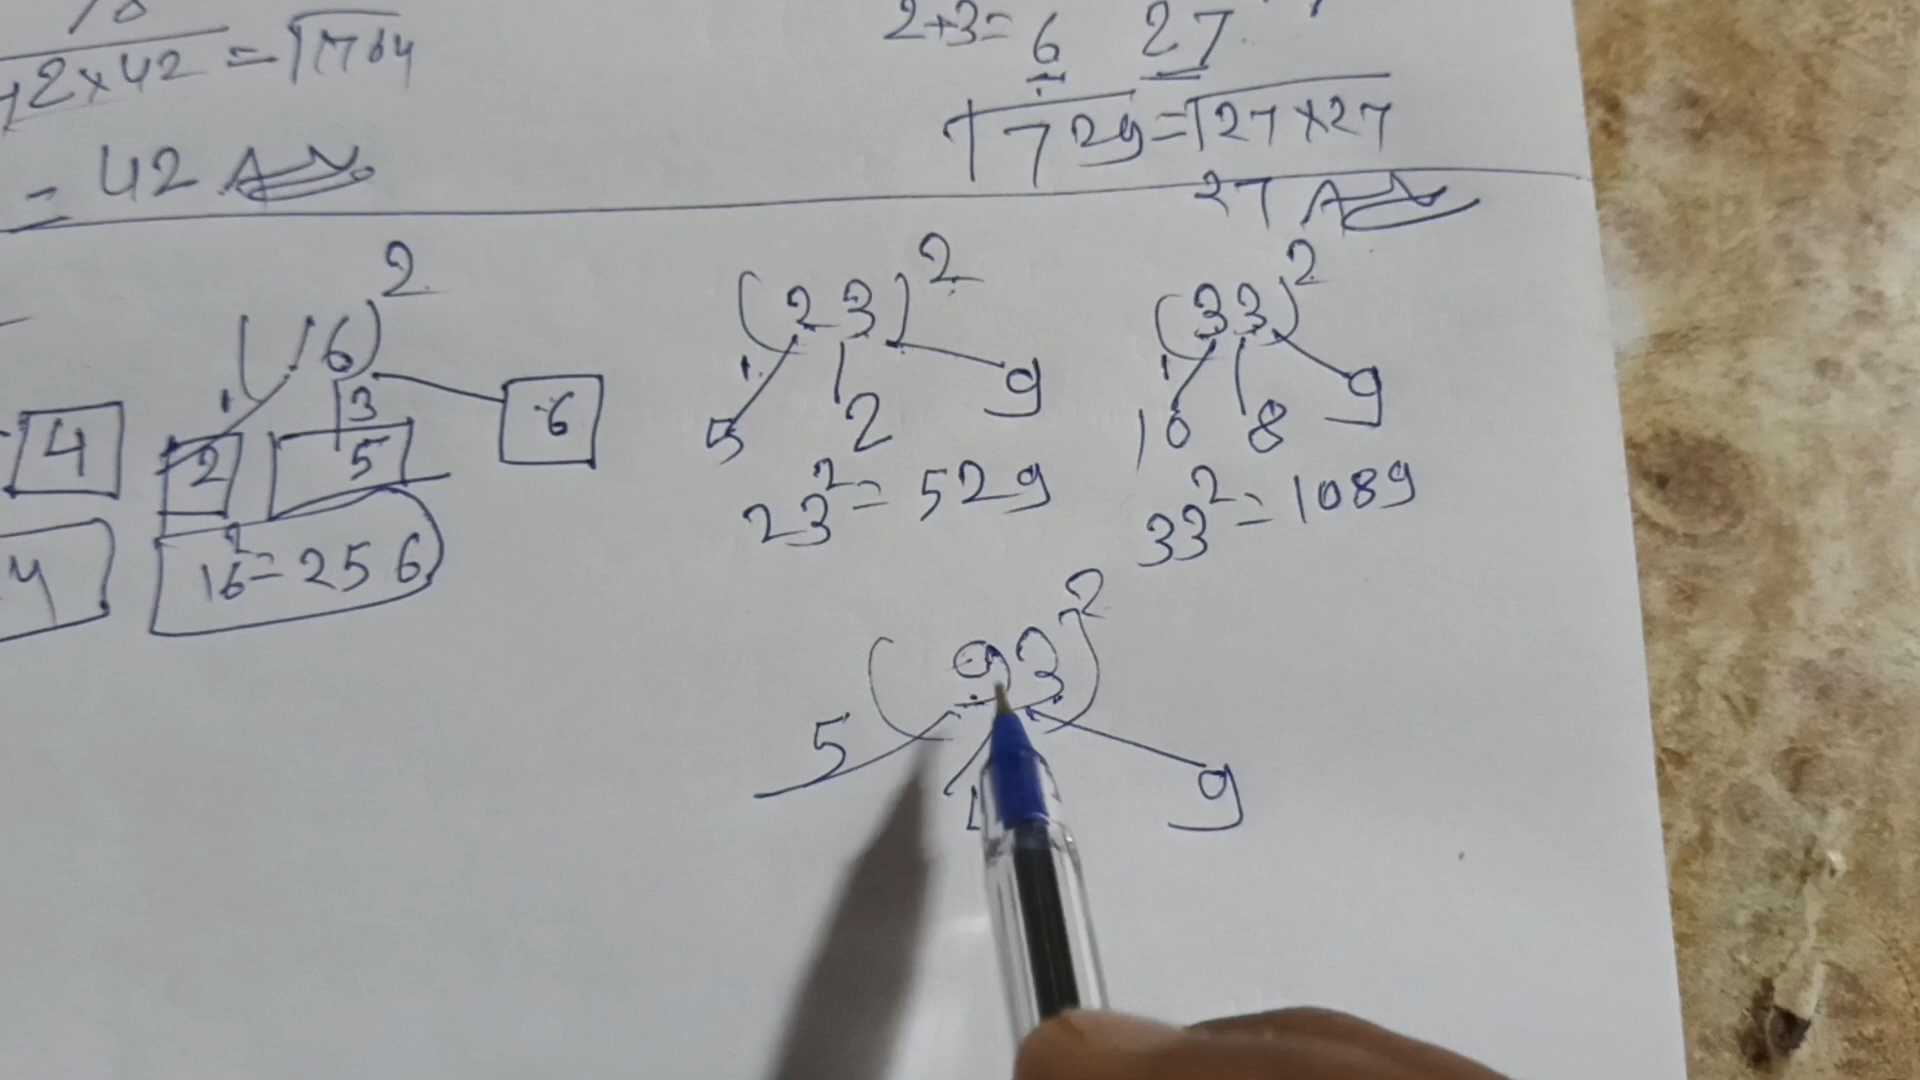 2+3= 6 27
2×42 = √1764
√729=√27×27
= 42 Ans
27 Ans
(16)² (23)² (33)²
4 2 3 5 6 5 2 9 10 8 9
16²=256 23²=529 33²=1089
4
(93)²
5 9